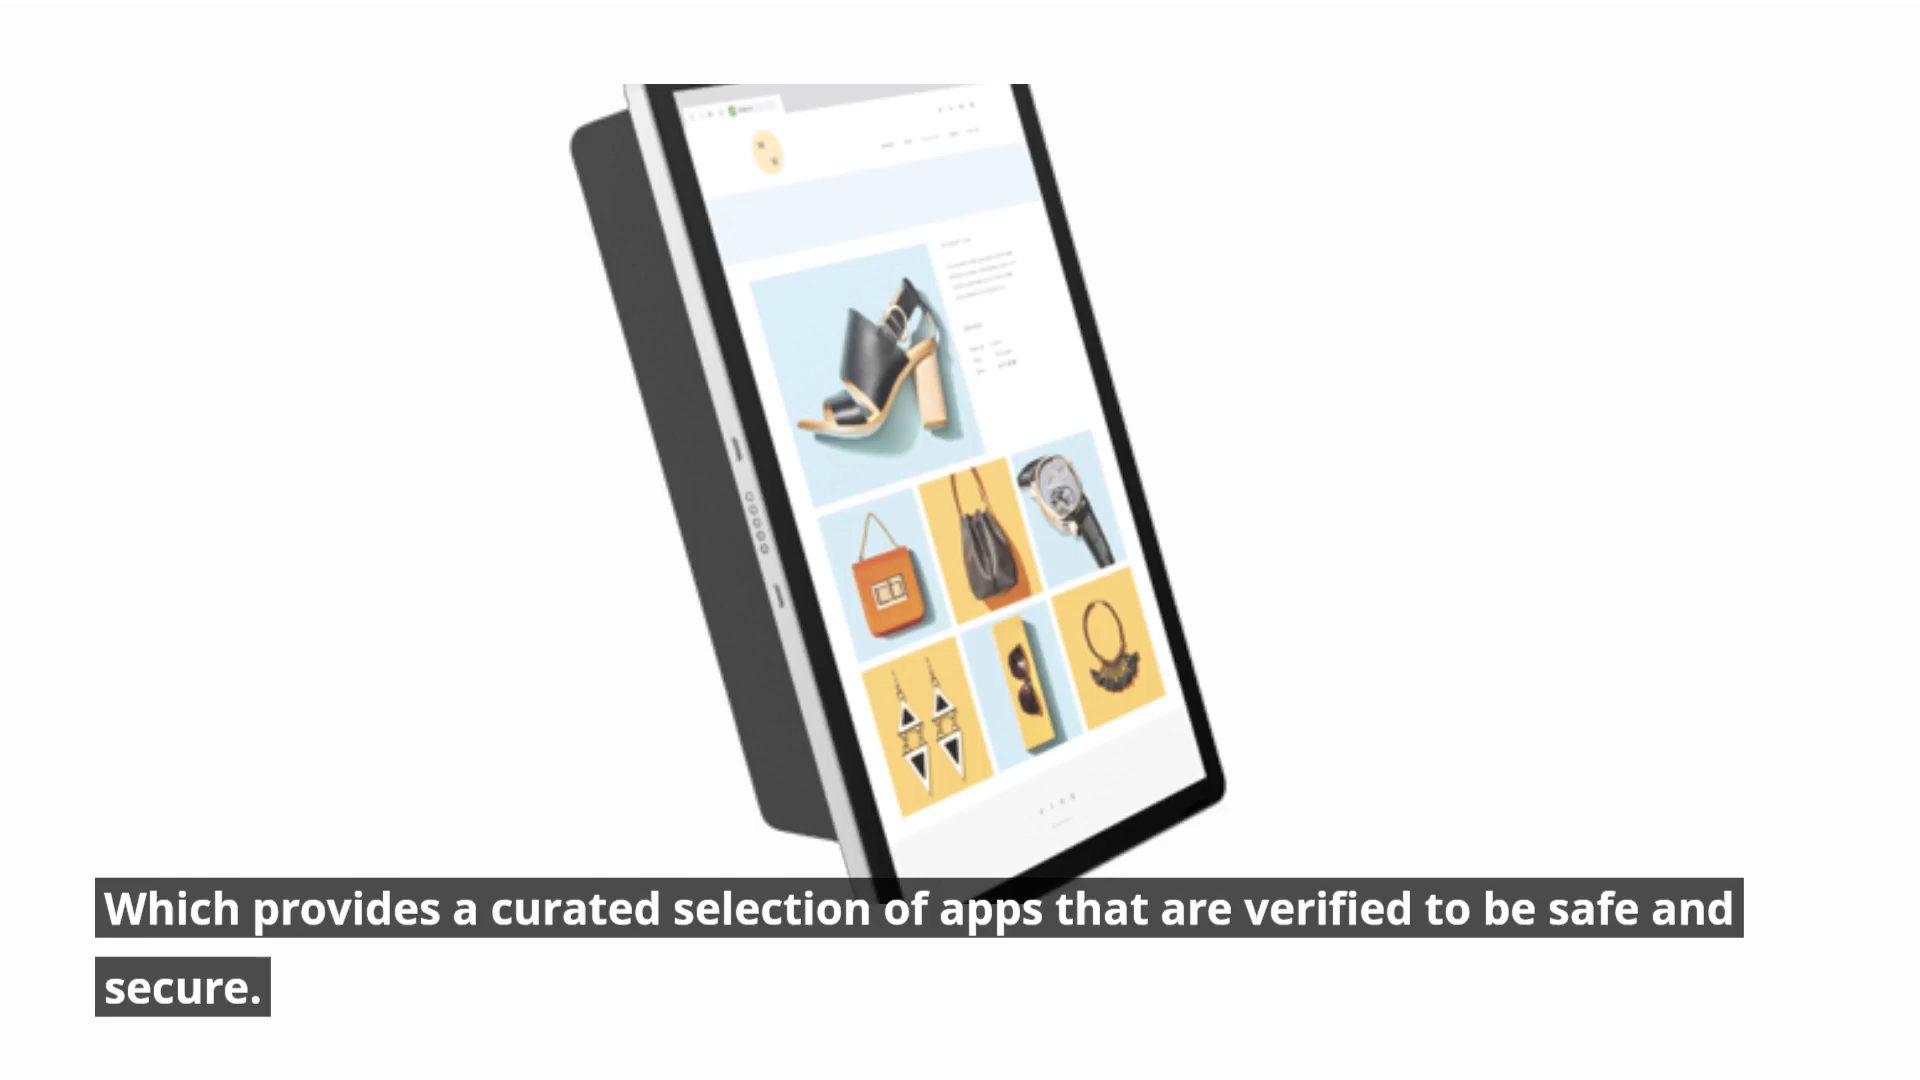 Which provides a curated selection of apps that are verified to be safe and
secure.